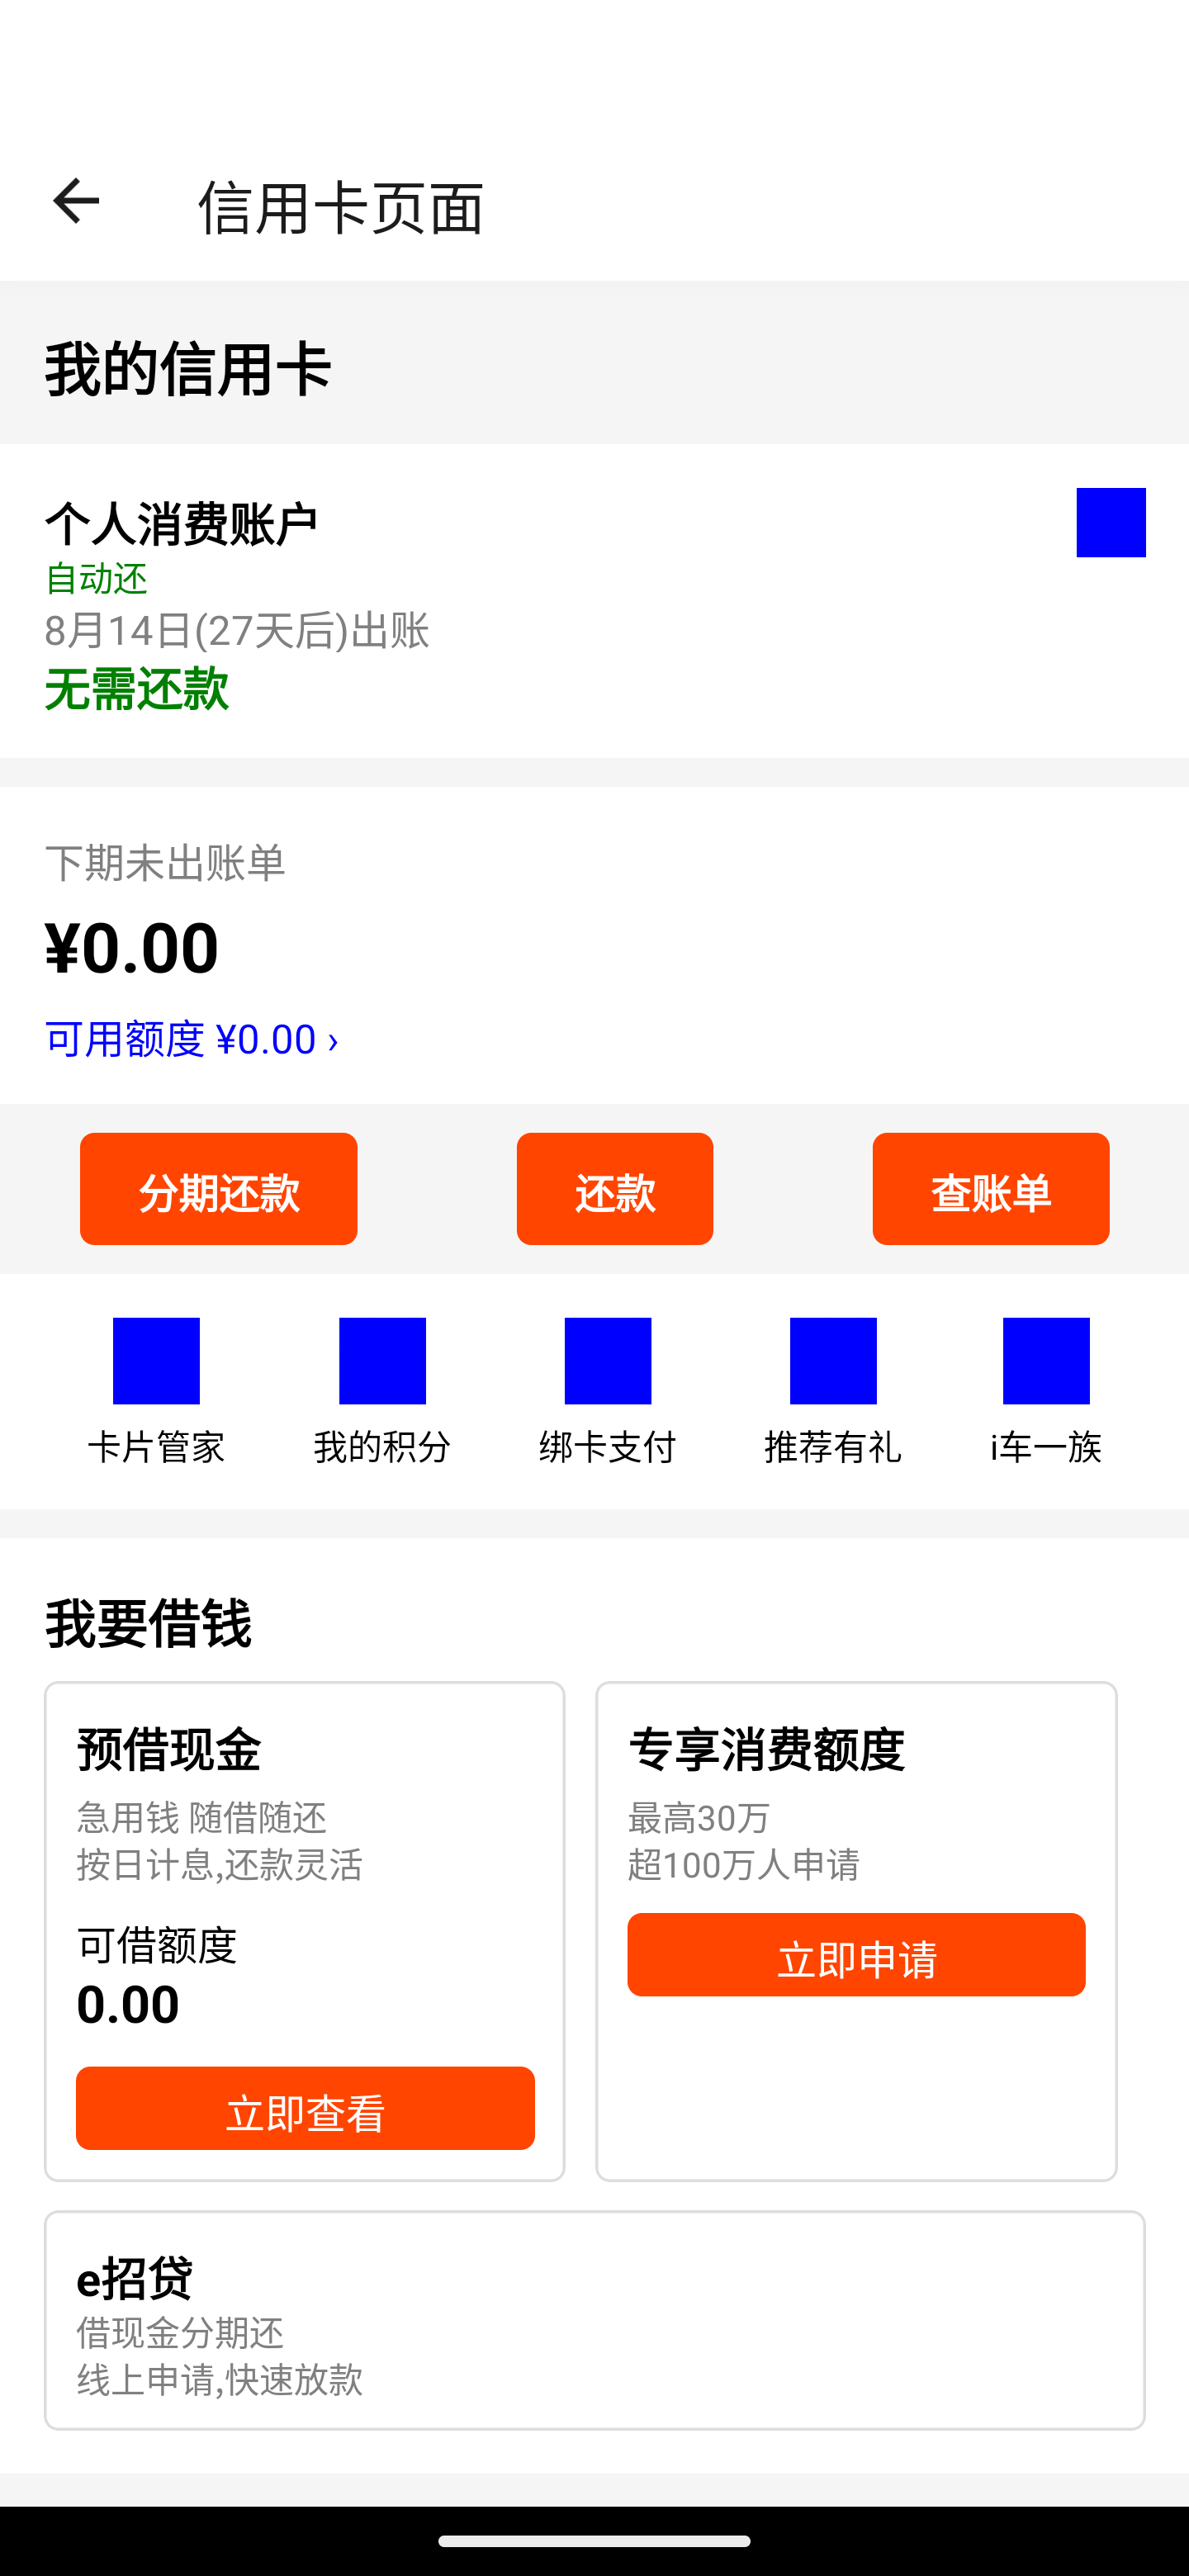 信用卡页面
我的信用卡
个人消费账户
自动还
8月14日(27天后)出账
无需还款
下期未出账单
¥0.00
可用额度 ¥0.00 ›
分期还款
还款
查账单
卡片管家
我的积分
绑卡支付
推荐有礼
i车一族
我要借钱
预借现金
急用钱 随借随还
按日计息,还款灵活
可借额度
0.00
立即查看
专享消费额度
最高30万
超100万人申请
立即申请
e招贷
借现金分期还
线上申请,快速放款